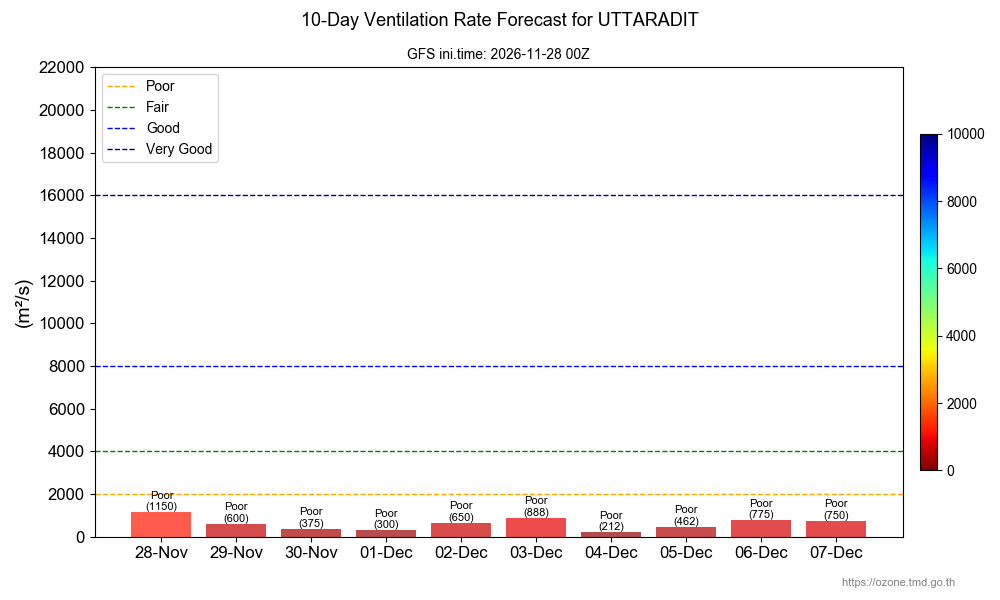 10-Day Ventilation Rate Forecast for UTTARADIT
GFS ini.time: 2026-11-28 00Z
22000
20000
18000
16000
14000
12000
10000
8000
6000
4000
2000
0
(m²/s)
Poor
Fair
Good
Very Good
Poor
(1150)
Poor
(600)
Poor
(375)
Poor
(300)
Poor
(650)
Poor
(888)
Poor
(212)
Poor
(462)
Poor
(775)
Poor
(750)
28-Nov 29-Nov 30-Nov 01-Dec 02-Dec 03-Dec 04-Dec 05-Dec 06-Dec 07-Dec
10000
8000
6000
4000
2000
0
https://ozone.tmd.go.th